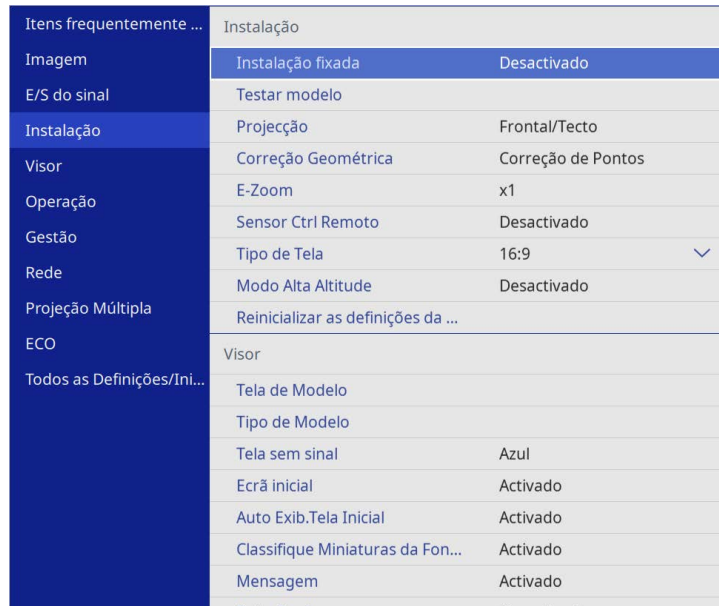 Itens frequentemente ...
Imagem
E/S do sinal
Instalação
Visor
Operação
Gestão
Rede
Projeção Múltipla
ECO
Todos as Definições/Ini...
Instalação
Instalação fixada Desactivado
Testar modelo
Projecção Frontal/Tecto
Correção Geométrica Correção de Pontos
E-Zoom x1
Sensor Ctrl Remoto Desactivado
Tipo de Tela 16:9
Modo Alta Altitude Desactivado
Reinicializar as definições da ...
Visor
Tela de Modelo
Tipo de Modelo
Tela sem sinal Azul
Ecrã inicial Activado
Auto Exib.Tela Inicial Activado
Classifique Miniaturas da Fon... Activado
Mensagem Activado